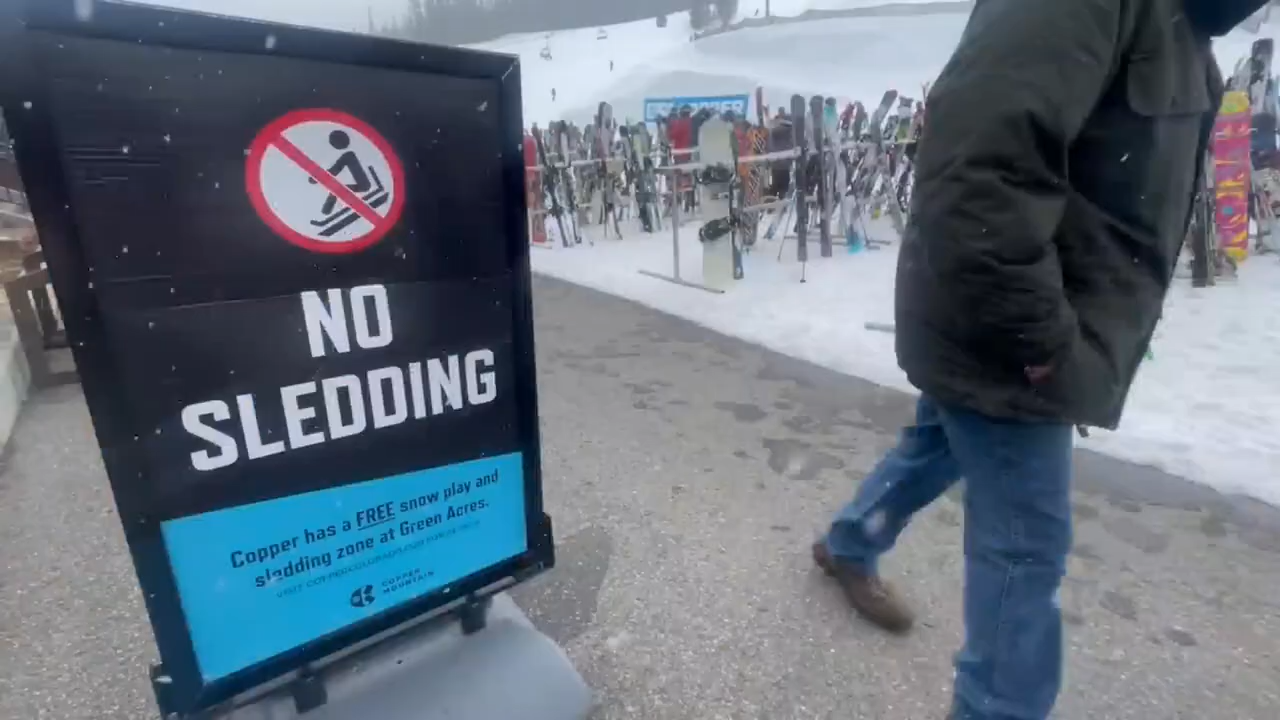 NO
SLEDDING
Copper has a FREE snow play and
sledding zone at Green Acres.
COPPER
MOUNTAIN